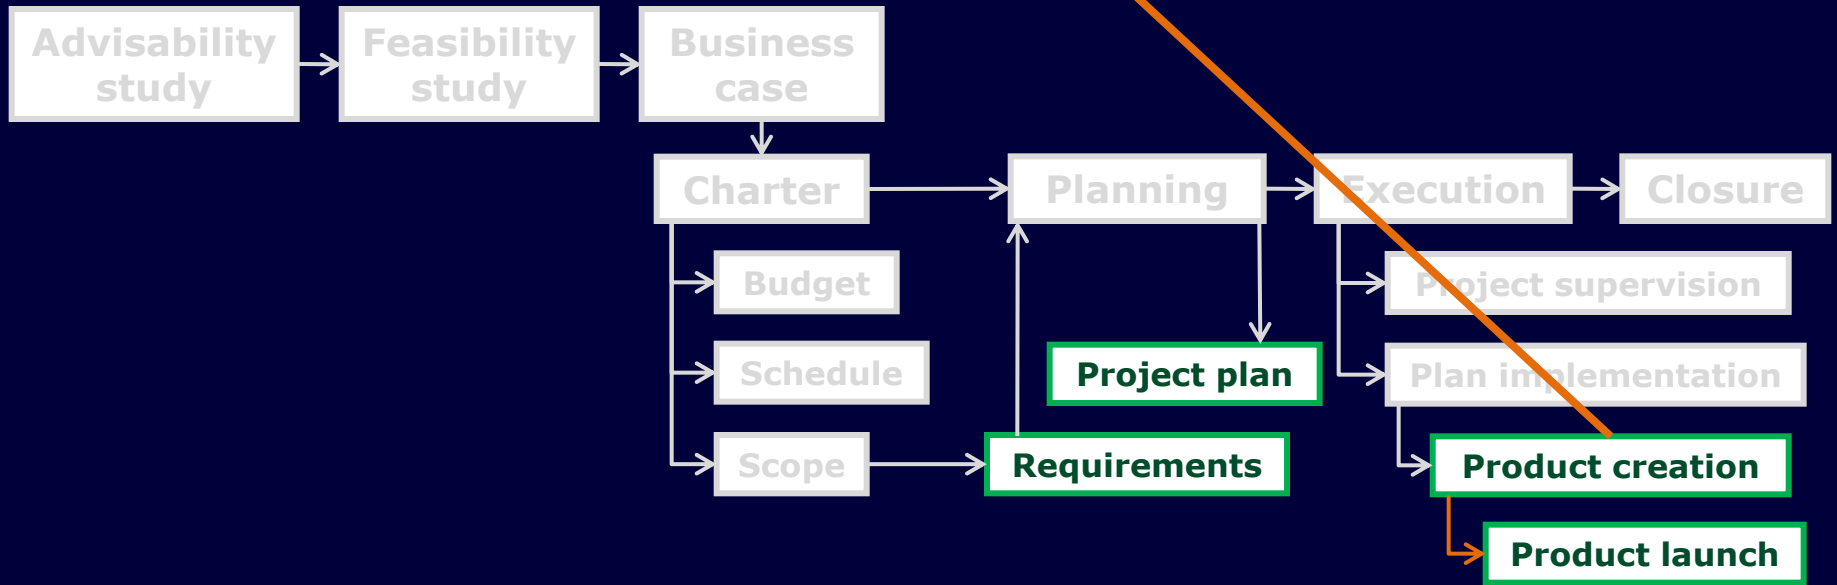 Advisability
study
Feasibility
study
Business
case
Charter
Planning
Execution
Closure
Budget
Project supervision
Schedule
Project plan
Plan implementation
Scope
Requirements
Product creation
Product launch